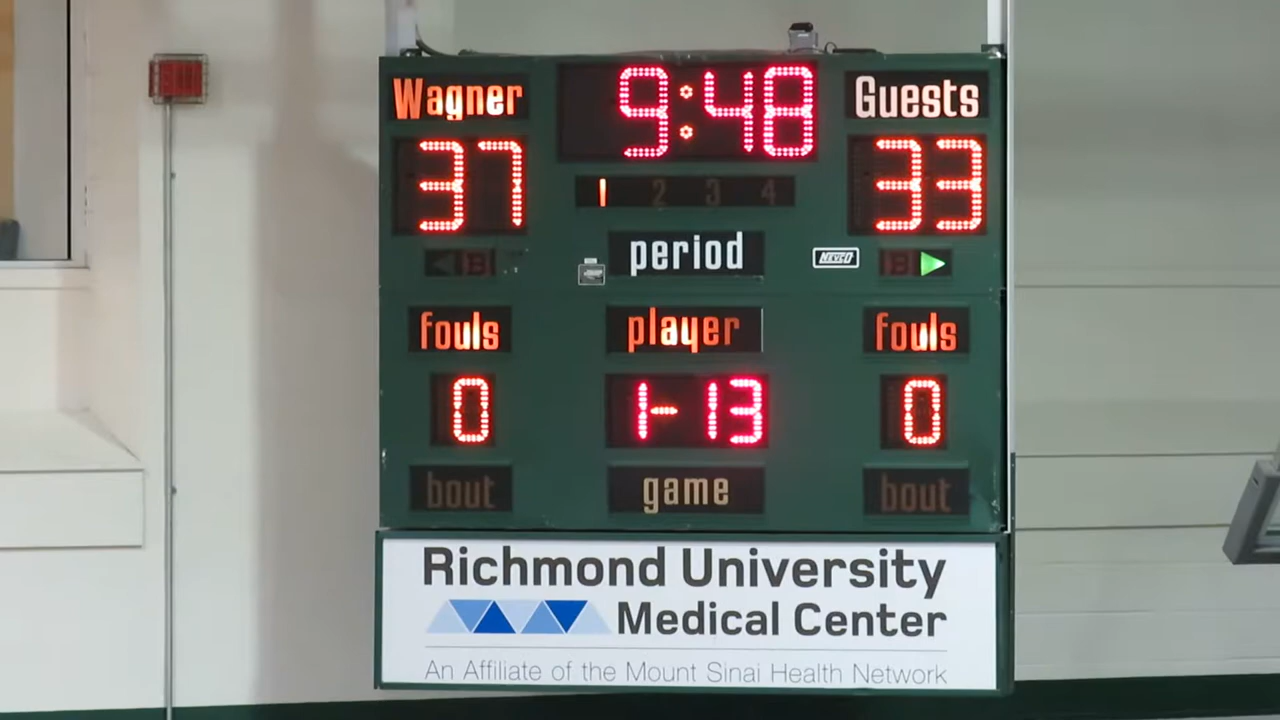 Wagner 9:48 Guests
37 33
1 2 3 4
period
NEVCO
B B
fouls player fouls
0 1-13 0
bout game bout
Richmond University
Medical Center
An Affiliate of the Mount Sinai Health Network